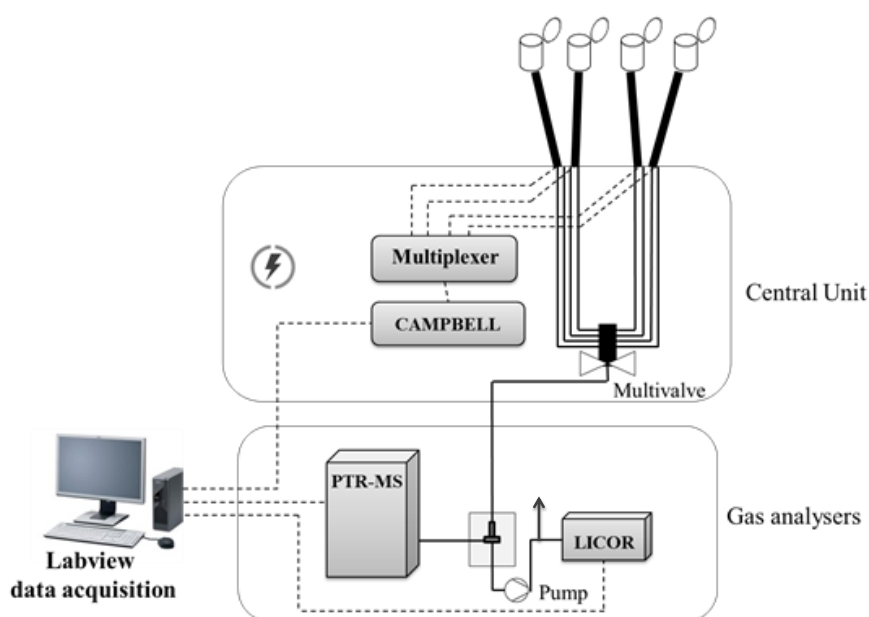 Multiplexer
CAMPBELL
Central Unit
Multivalve
PTR-MS
Gas analysers
LICOR
Pump
Labview
data acquisition